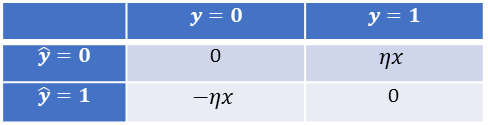 y = 0 y = 1
ŷ = 0 0 ηx
ŷ = 1 −ηx 0